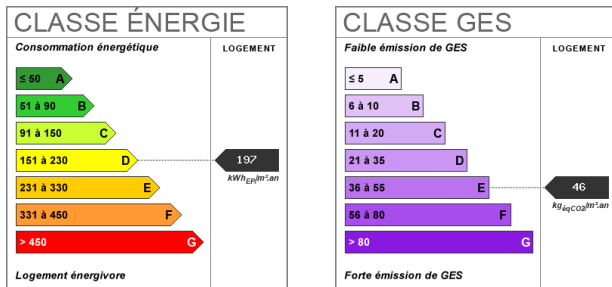 CLASSE ÉNERGIE
Consommation énergétique
LOGEMENT
≤ 50 A
51 à 90 B
91 à 150 C
151 à 230 D
197
kWhEP/m².an
231 à 330 E
331 à 450 F
> 450 G
Logement énergivore
CLASSE GES
Faible émission de GES
LOGEMENT
≤ 5 A
6 à 10 B
11 à 20 C
21 à 35 D
36 à 55 E
46
kgéqCO2/m².an
56 à 80 F
> 80 G
Forte émission de GES